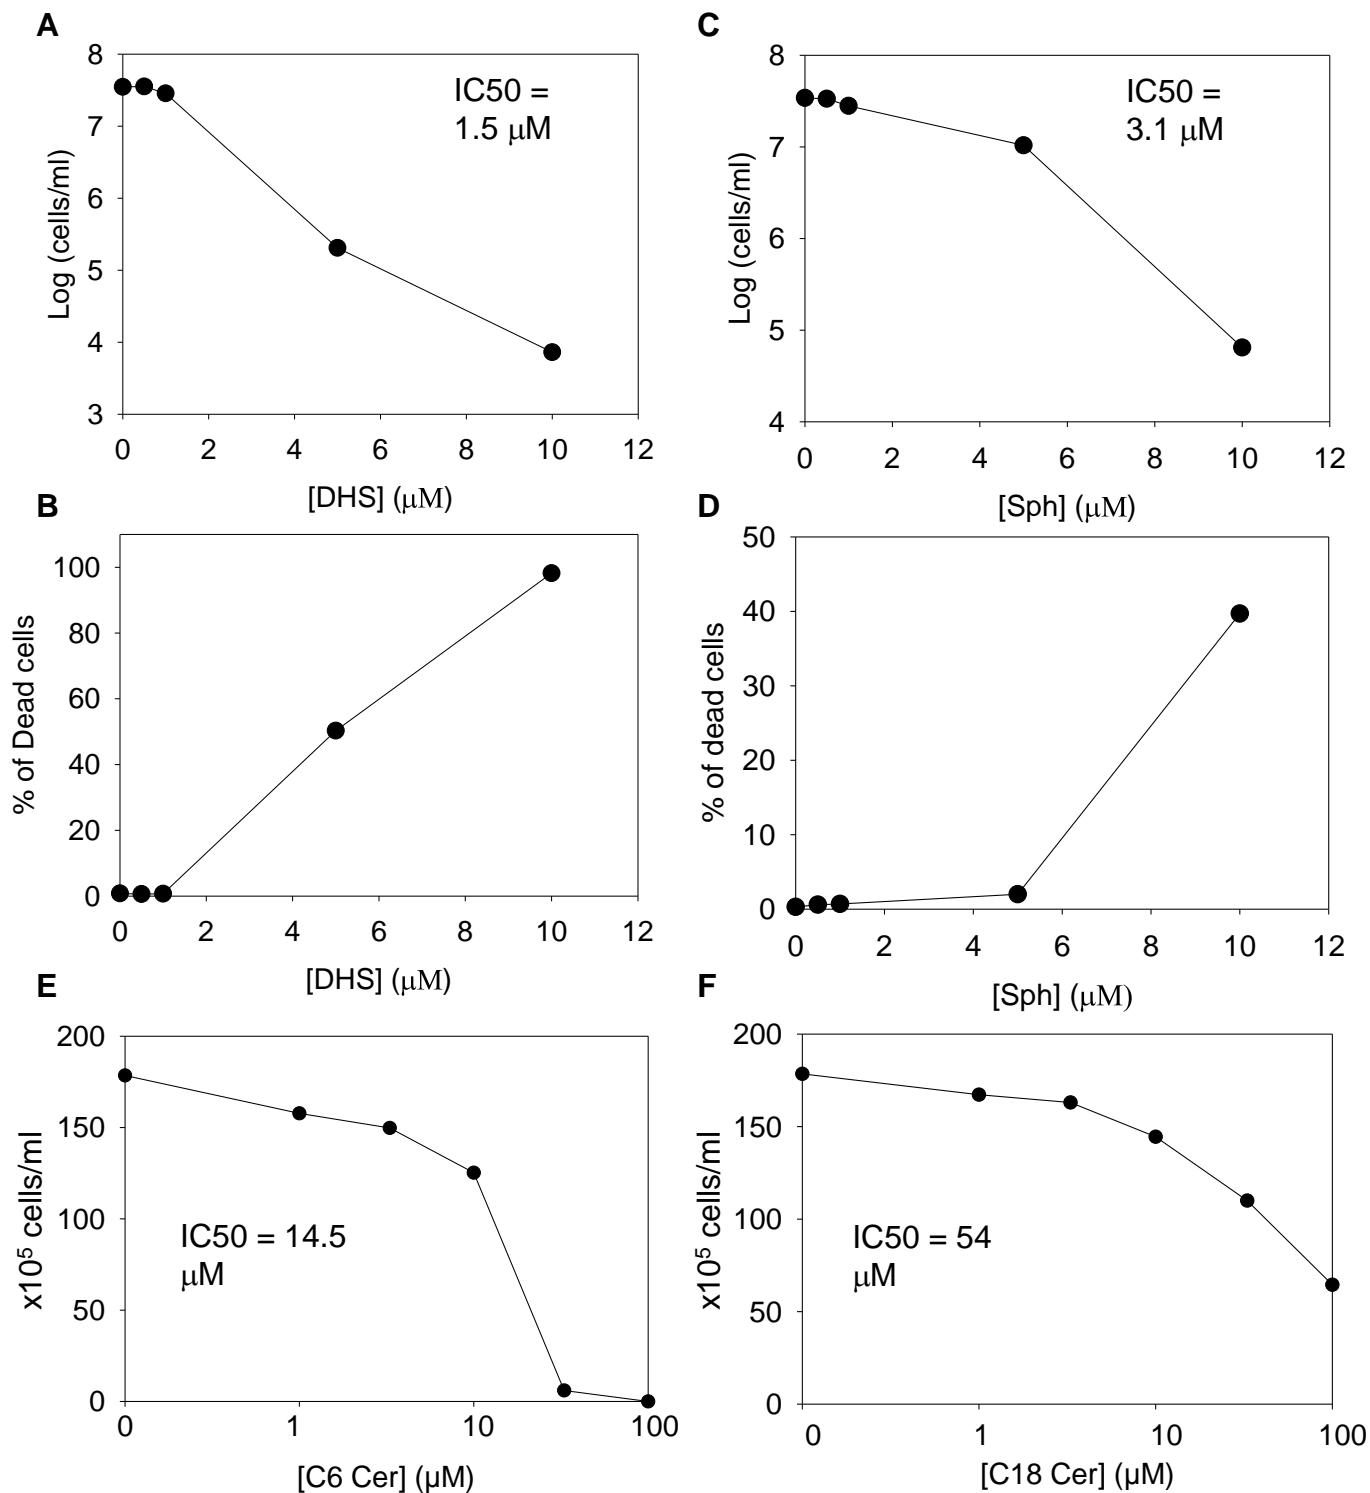 A
8
7
6
5
4
3
Log (cells/ml)
IC50 =
1.5 μM
0 2 4 6 8 10 12
[DHS] (μM)
C
8
7
6
5
4
Log (cells/ml)
IC50 =
3.1 μM
0 2 4 6 8 10 12
[Sph] (μM)
B
100
80
60
40
20
0
% of Dead cells
0 2 4 6 8 10 12
[DHS] (μM)
D
50
40
30
20
10
0
% of dead cells
0 2 4 6 8 10 12
[Sph] (μM)
E
200
150
100
50
0
x10⁵ cells/ml
IC50 = 14.5
μM
0 1 10 100
[C6 Cer] (μM)
F
200
150
100
50
0
x10⁵ cells/ml
IC50 = 54
μM
0 1 10 100
[C18 Cer] (μM)